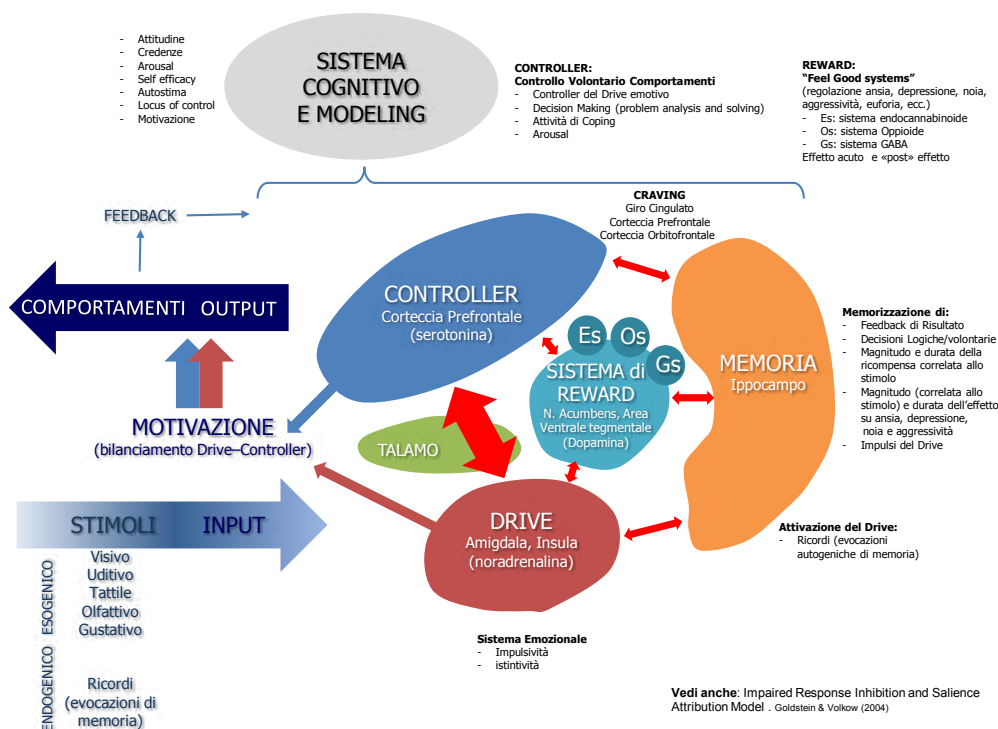 - Attitudine
- Credenze
- Arousal
- Self efficacy
- Autostima
- Locus of control
- Motivazione
SISTEMA
COGNITIVO
E MODELING
CONTROLLER:
Controllo Volontario Comportamenti
- Controller del Drive emotivo
- Decision Making (problem analysis and solving)
- Attività di Coping
- Arousal
REWARD:
"Feel Good systems"
(regolazione ansia, depressione, noia,
aggressività, euforia, ecc.)
- Es: sistema endocannabinoide
- Os: sistema Oppioide
- Gs: sistema GABA
Effetto acuto e «post» effetto
FEEDBACK
CRAVING
Giro Cingulato
Corteccia Prefrontale
Corteccia Orbitofrontale
COMPORTAMENTI OUTPUT
CONTROLLER
Corteccia Prefrontale
(serotonina)
Es
Os
Gs
SISTEMA di
REWARD
N. Acumbens, Area
Ventrale tegmentale
(Dopamina)
MEMORIA
Ippocampo
Memorizzazione di:
- Feedback di Risultato
- Decisioni Logiche/volontarie
- Magnitudo e durata della
ricompensa correlata allo
stimolo
- Magnitudo (correlata allo
stimolo) e durata dell'effetto
su ansia, depressione,
noia e aggressività
- Impulsi del Drive
MOTIVAZIONE
(bilanciamento Drive–Controller)
TALAMO
DRIVE
Amigdala, Insula
(noradrenalina)
STIMOLI INPUT
ESOGENICO
Visivo
Uditivo
Tattile
Olfattivo
Gustativo
ENDOGENICO
Ricordi
(evocazioni di
memoria)
Attivazione del Drive:
- Ricordi (evocazioni
autogeniche di memoria)
Sistema Emozionale
- Impulsività
- istintività
Vedi anche: Impaired Response Inhibition and Salience
Attribution Model . Goldstein & Volkow (2004)